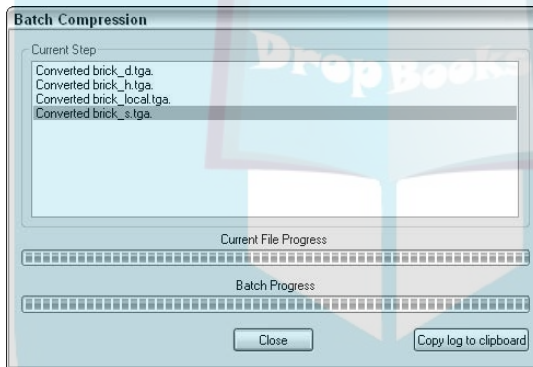 Batch Compression
Current Step
DropBooks
Converted brick_d.tga.
Converted brick_h.tga.
Converted brick_local.tga.
Converted brick_s.tga.
Current File Progress
Batch Progress
Close
Copy log to clipboard